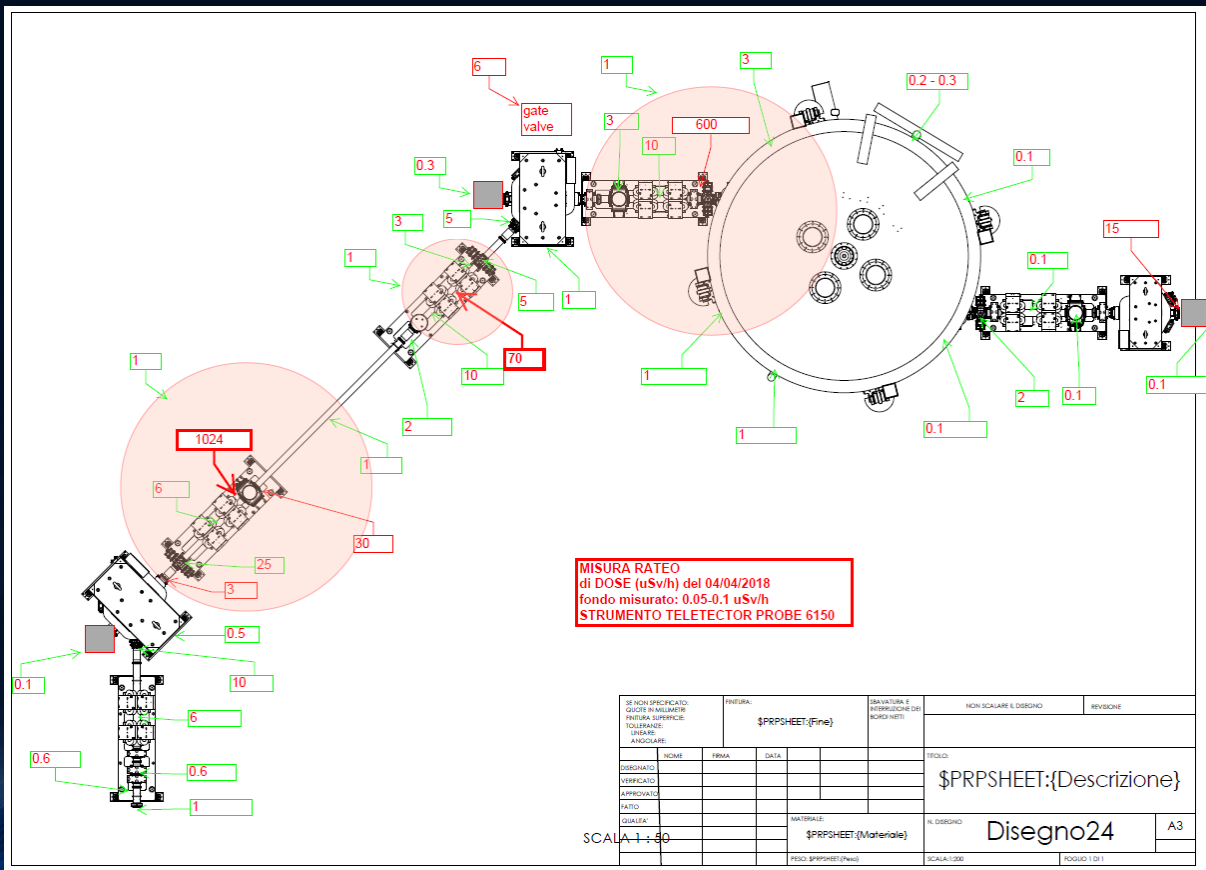 6
1
3
0.2 - 0.3
gate
valve
3
600
10
0.1
0.3
3
5
15
1
0.1
5
1
1
70
10
1
0.1
2
0.1
0.1
2
1
0.1
1024
1
6
30
25
3
0.5
0.1
10
6
0.6
0.6
1
MISURA RATEO
di DOSE (uSv/h) del 04/04/2018
fondo misurato: 0.05-0.1 uSv/h
STRUMENTO TELETECTOR PROBE 6150
SE NON SPECIFICATO:
QUOTE IN MILLIMETRI
FINITURA SUPERFICIE:
TOLLERANZE:
LINEARE:
ANGOLARE:
FINITURA:
$PRPSHEET:{Fine}
SBAVATURA E
INTERRUZIONE DEI
BORDI NETTI
NON SCALARE IL DISEGNO
REVISIONE
NOME
FIRMA
DATA
DISEGNATO
VERIFICATO
APPROVATO
FATTO
QUALITA'
TITOLO:
$PRPSHEET:{Descrizione}
MATERIALE:
$PRPSHEET:{Materiale}
N. DISEGNO
Disegno24
A3
SCALA 1 : 50
PESO: $PRPSHEET:{Peso}
SCALA:1:200
FOGLIO 1 DI 1